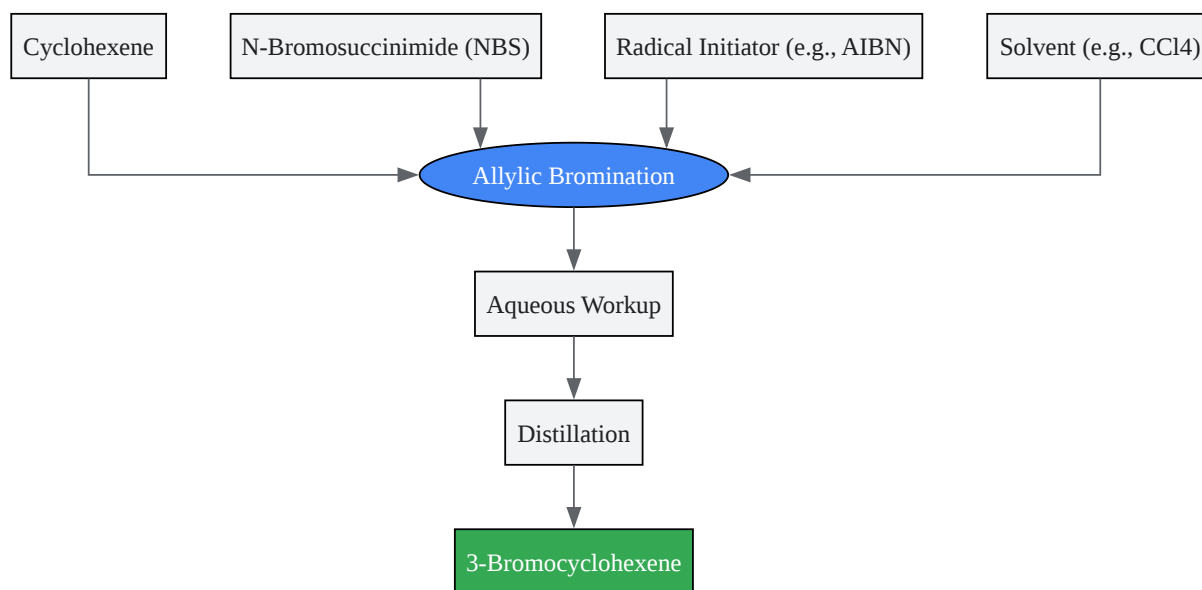 Cyclohexene
N-Bromosuccinimide (NBS)
Radical Initiator (e.g., AIBN)
Solvent (e.g., CCl4)
Allylic Bromination
Aqueous Workup
Distillation
3-Bromocyclohexene